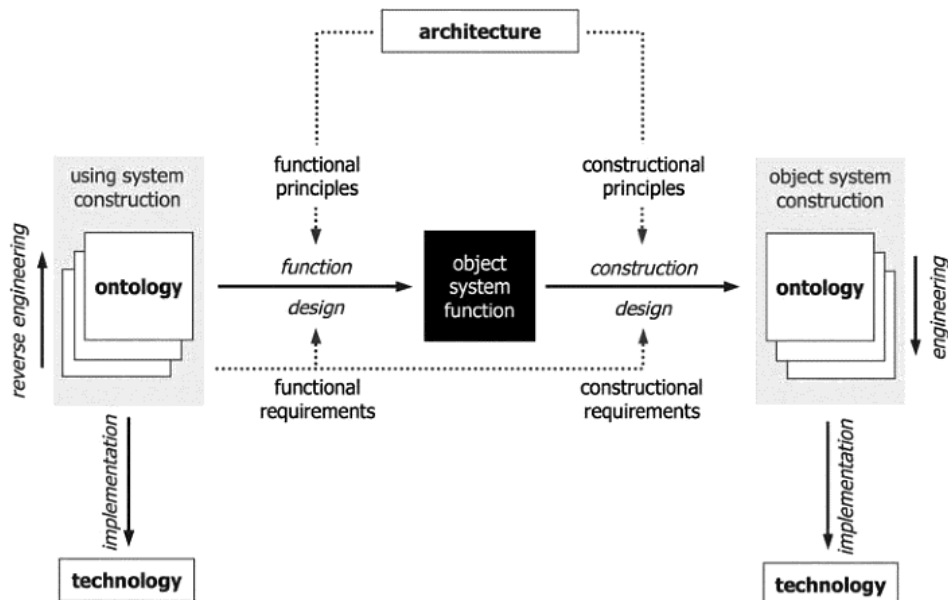 architecture
functional
principles
constructional
principles
using system
construction
object system
construction
reverse engineering
ontology
function
design
object
system
function
construction
design
ontology
engineering
functional
requirements
constructional
requirements
implementation
implementation
technology
technology